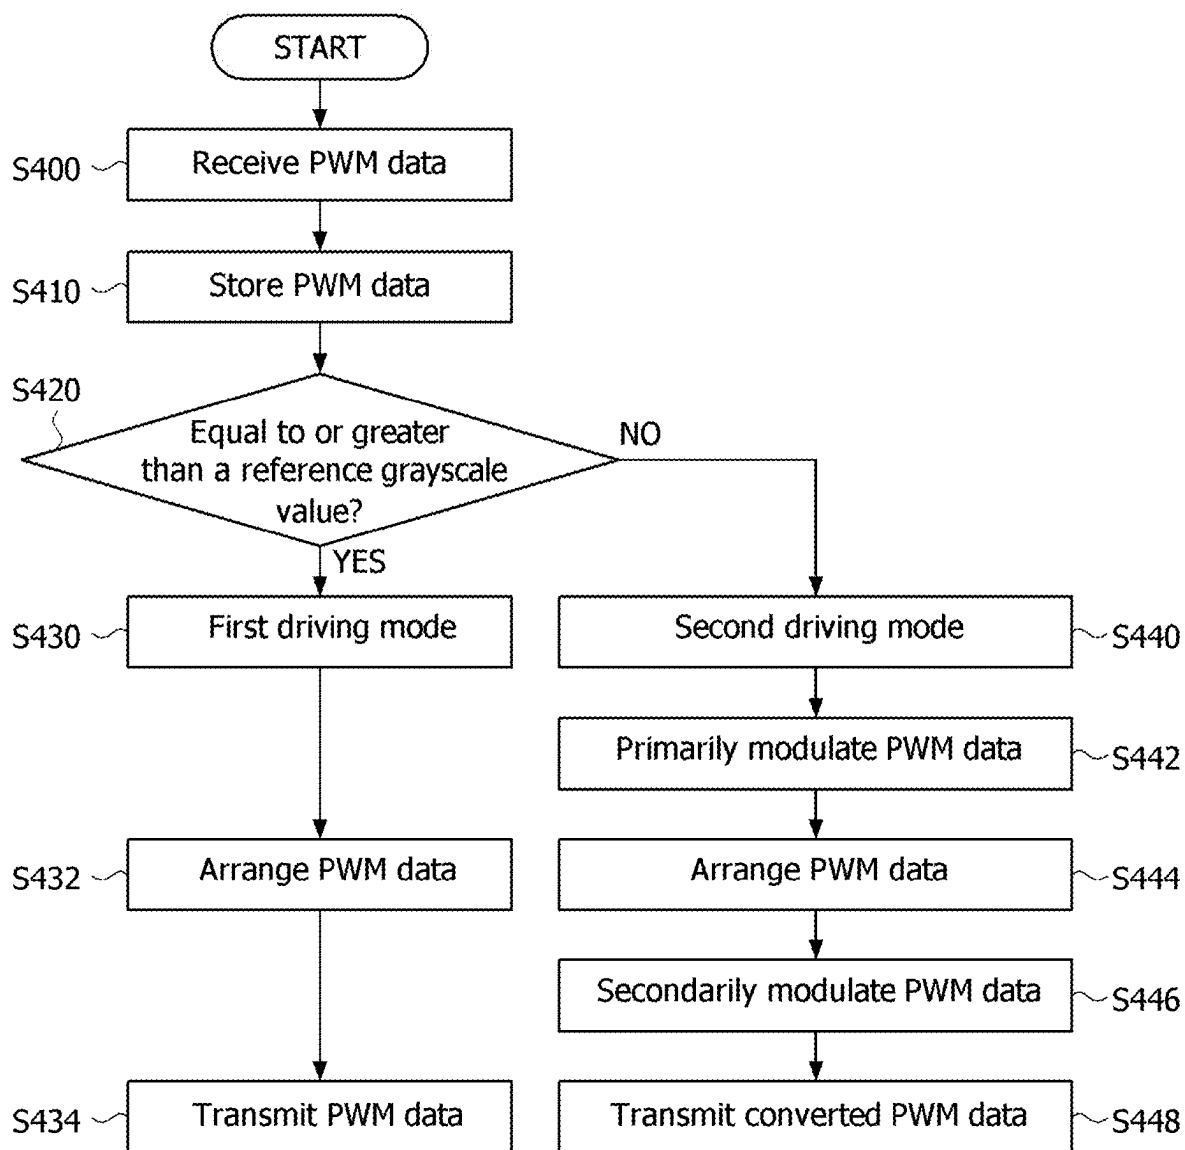 START
S400
Receive PWM data
S410
Store PWM data
S420
Equal to or greater
than a reference grayscale
value?
NO
YES
S430
First driving mode
Second driving mode
S440
Primarily modulate PWM data
S442
S432
Arrange PWM data
Arrange PWM data
S444
Secondarily modulate PWM data
S446
S434
Transmit PWM data
Transmit converted PWM data
S448